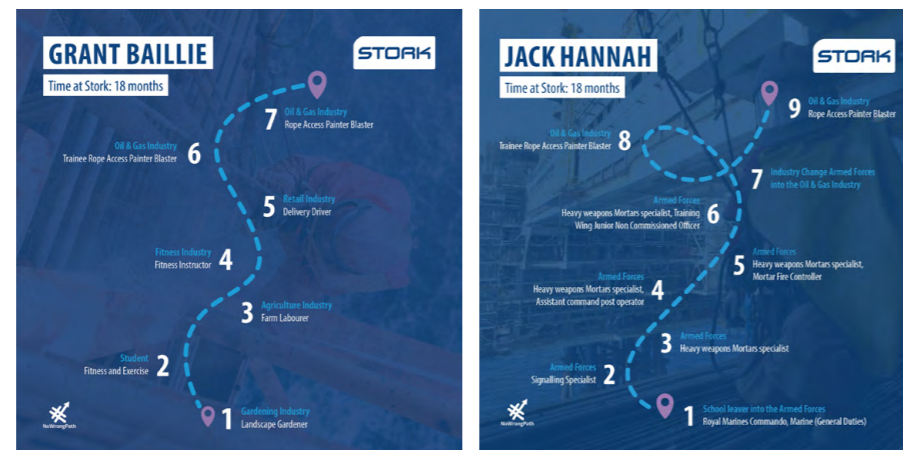 GRANT BAILLIE
STORK
Time at Stork: 18 months
7 Oil & Gas Industry
Rope Access Painter Blaster
Oil & Gas Industry
Trainee Rope Access Painter Blaster 6
5 Retail Industry
Delivery Driver
Fitness Industry
Fitness Instructor 4
3 Agriculture Industry
Farm Labourer
Student
Fitness and Exercise 2
1 Gardening Industry
Landscape Gardener
NoWrongPath
JACK HANNAH
STORK
Time at Stork: 18 months
9 Oil & Gas Industry
Rope Access Painter Blaster
Oil & Gas Industry
Trainee Rope Access Painter Blaster 8
7 Industry Change Armed Forces
into the Oil & Gas Industry
Armed Forces
Heavy weapons Mortars specialist, Training
Wing Junior Non Commissioned Officer 6
5 Armed Forces
Heavy weapons Mortars specialist,
Mortar Fire Controller
Armed Forces
Heavy weapons Mortars specialist,
Assistant command post operator 4
3 Armed Forces
Heavy weapons Mortars specialist
Armed Forces
Signalling Specialist 2
1 School leaver into the Armed Forces
Royal Marines Commando, Marine (General Duties)
NoWrongPath